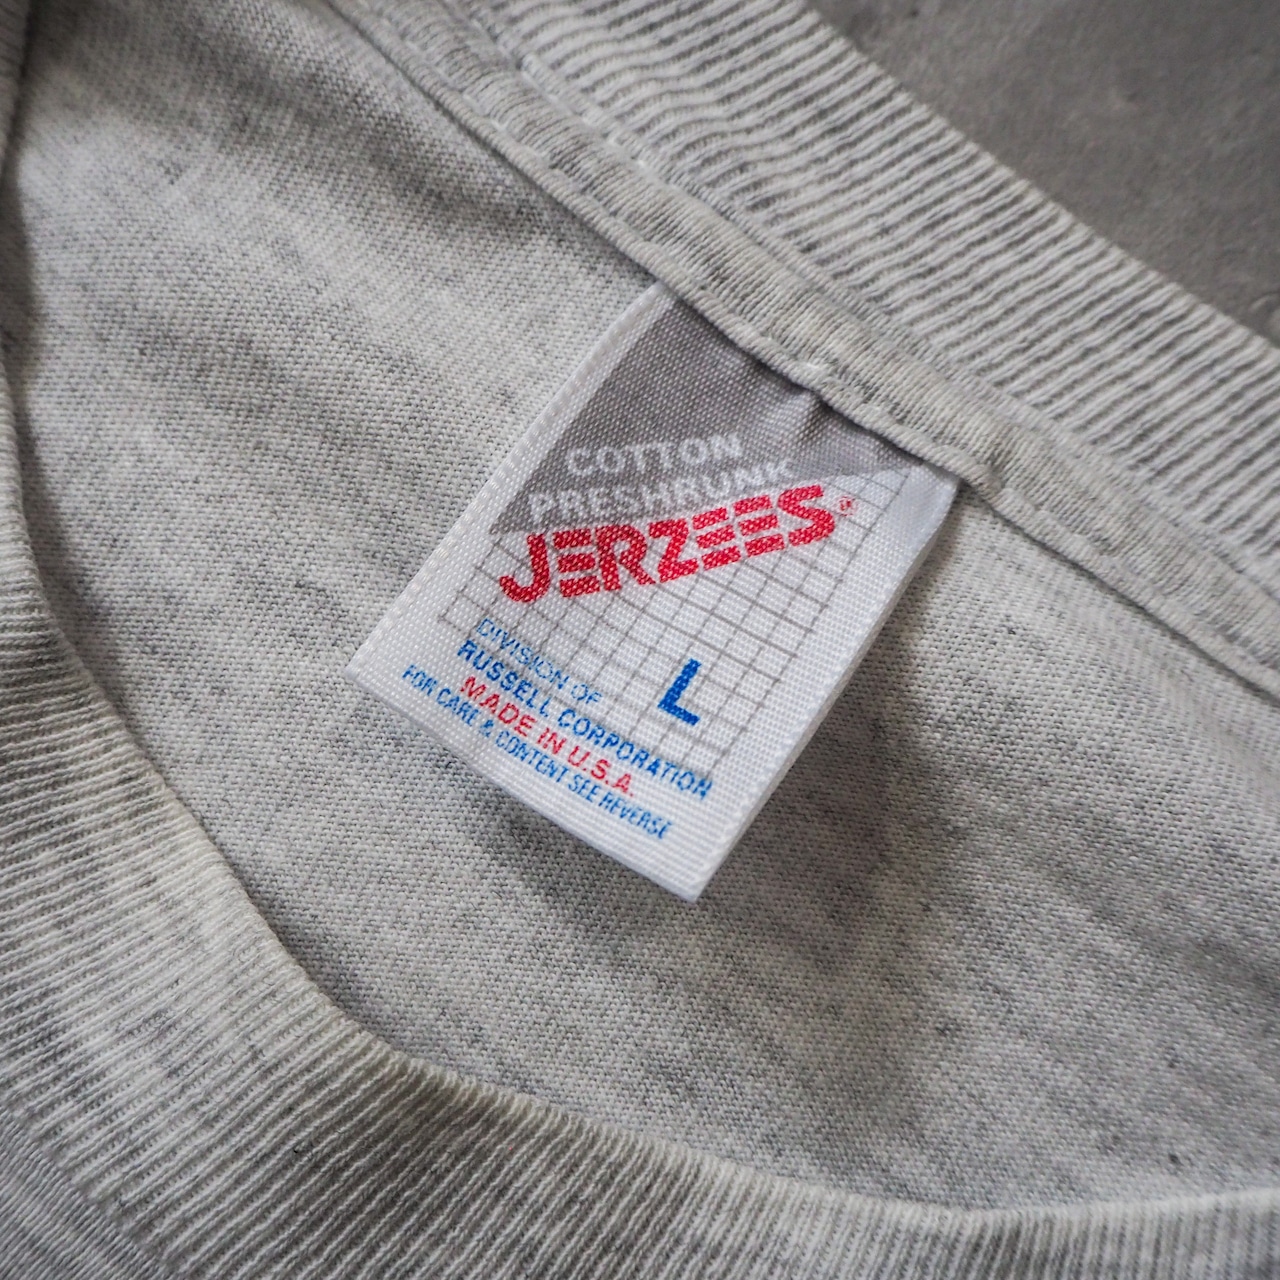 COTTON
PRESHRUNK
JERZEES®
DIVISION OF
RUSSELL CORPORATION
L
MADE IN U.S.A.
FOR CARE & CONTENT SEE REVERSE